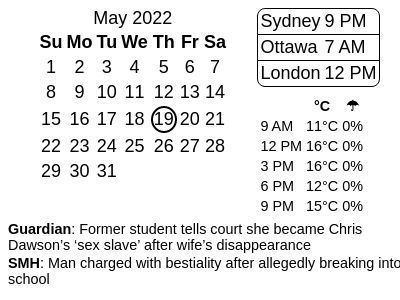 May 2022
Su Mo Tu We Th Fr Sa
1 2 3 4 5 6 7
8 9 10 11 12 13 14
15 16 17 18 19 20 21
22 23 24 25 26 27 28
29 30 31
Sydney 9 PM
Ottawa 7 AM
London 12 PM
°C ☂
9 AM 11°C 0%
12 PM 16°C 0%
3 PM 16°C 0%
6 PM 12°C 0%
9 PM 15°C 0%
Guardian: Former student tells court she became Chris
Dawson’s ‘sex slave’ after wife’s disappearance
SMH: Man charged with bestiality after allegedly breaking into
school